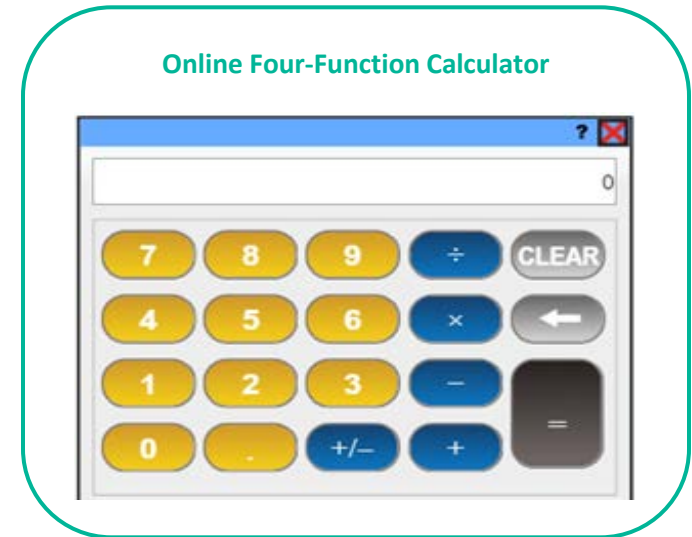 Online Four-Function Calculator
?
0
7 8 9 ÷ CLEAR
4 5 6 ×
1 2 3 −
=
0 . +/− +